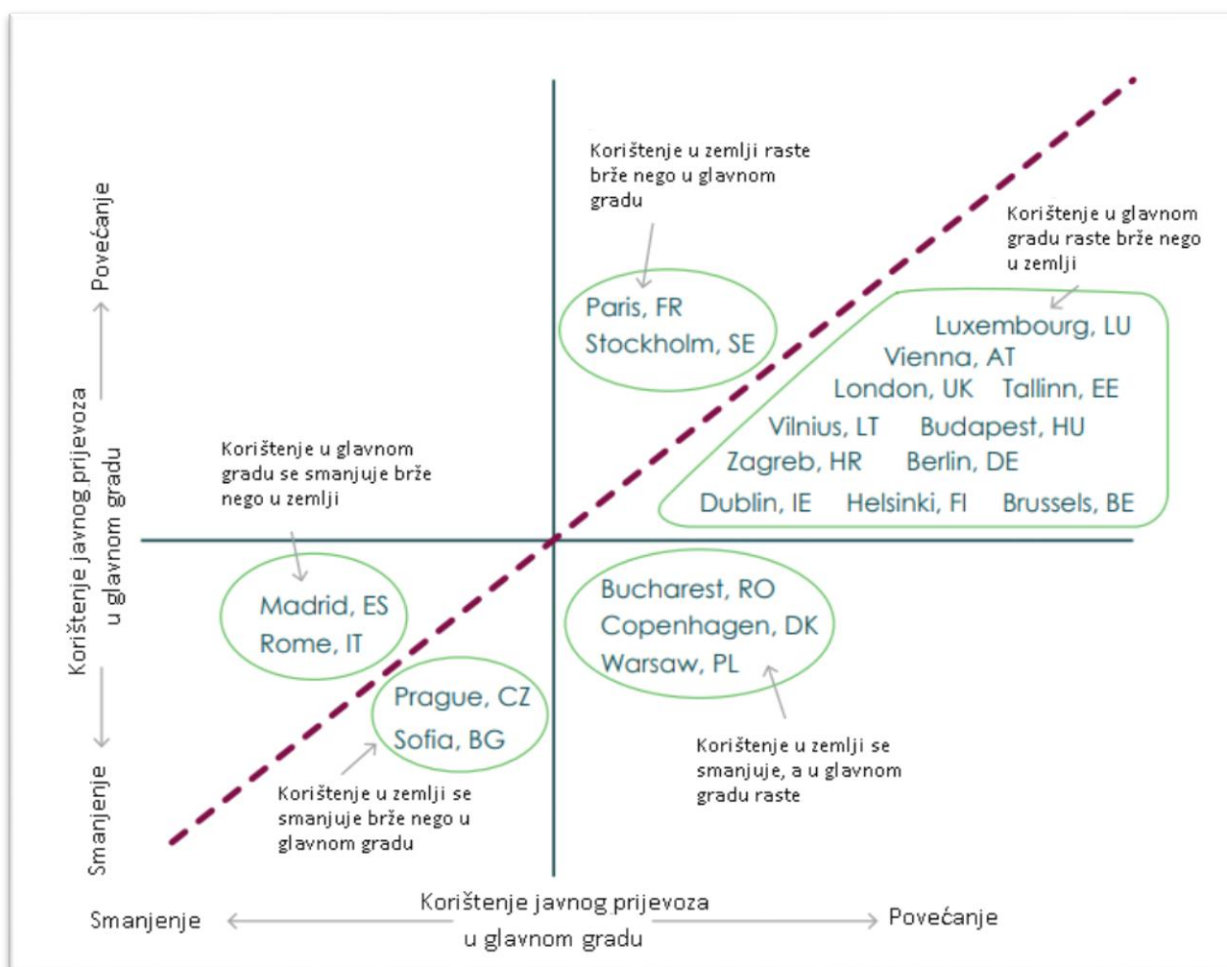 Korištenje u zemlji raste
brže nego u glavnom
gradu
Korištenje u glavnom
gradu raste brže nego
u zemlji
Paris, FR
Stockholm, SE
Luxembourg, LU
Vienna, AT
London, UK Tallinn, EE
Vilnius, LT Budapest, HU
Zagreb, HR Berlin, DE
Dublin, IE Helsinki, FI Brussels, BE
Povećanje
Korištenje javnog prijevoza
u glavnom gradu
Smanjenje
Korištenje u glavnom
gradu se smanjuje brže
nego u zemlji
Madrid, ES
Rome, IT
Prague, CZ
Sofia, BG
Korištenje u zemlji se
smanjuje brže nego u
glavnom gradu
Bucharest, RO
Copenhagen, DK
Warsaw, PL
Korištenje u zemlji se
smanjuje, a u glavnom
gradu raste
Smanjenje
Korištenje javnog prijevoza
u glavnom gradu
Povećanje